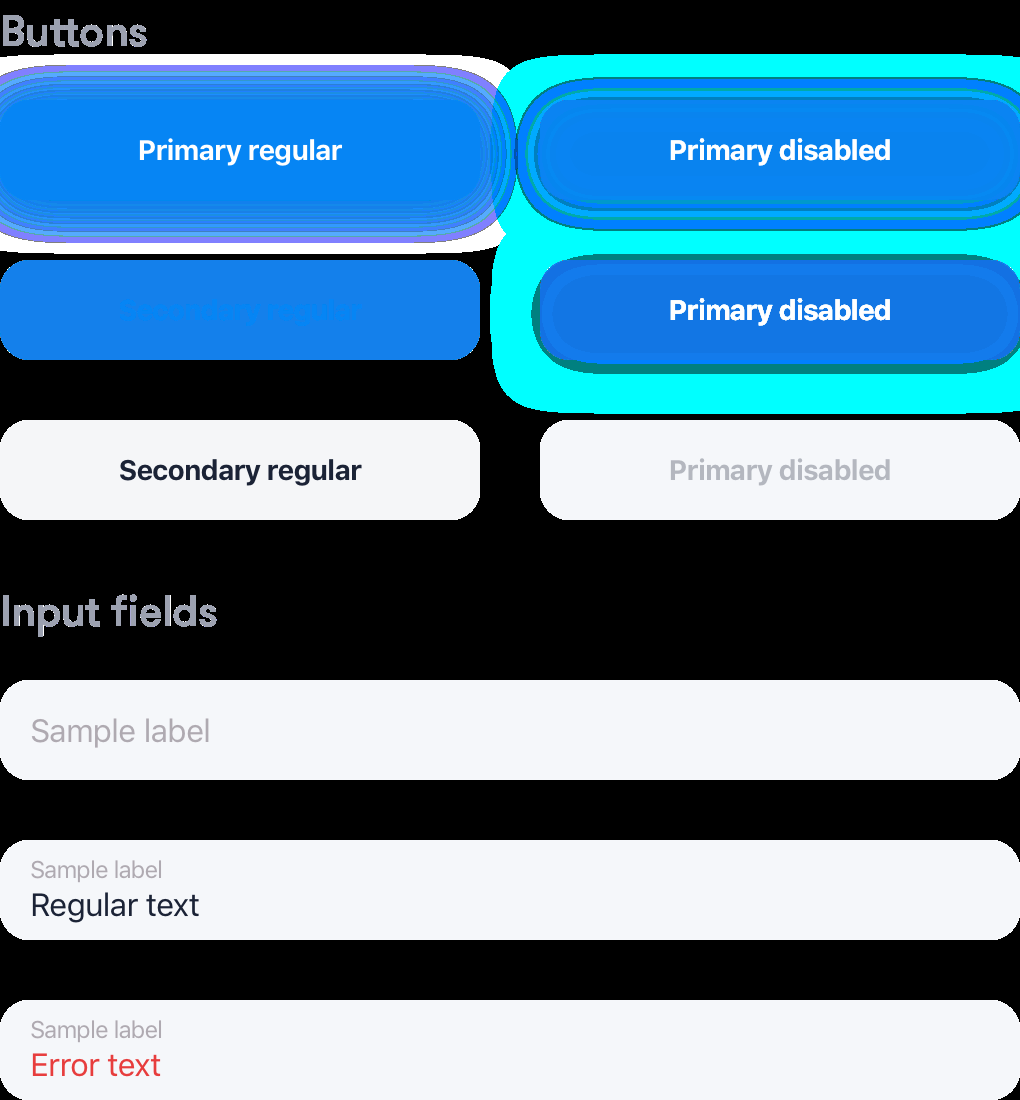 Buttons
Primary regular
Primary disabled
Secondary regular
Primary disabled
Secondary regular
Primary disabled
Input fields
Sample label
Sample label
Regular text
Sample label
Error text